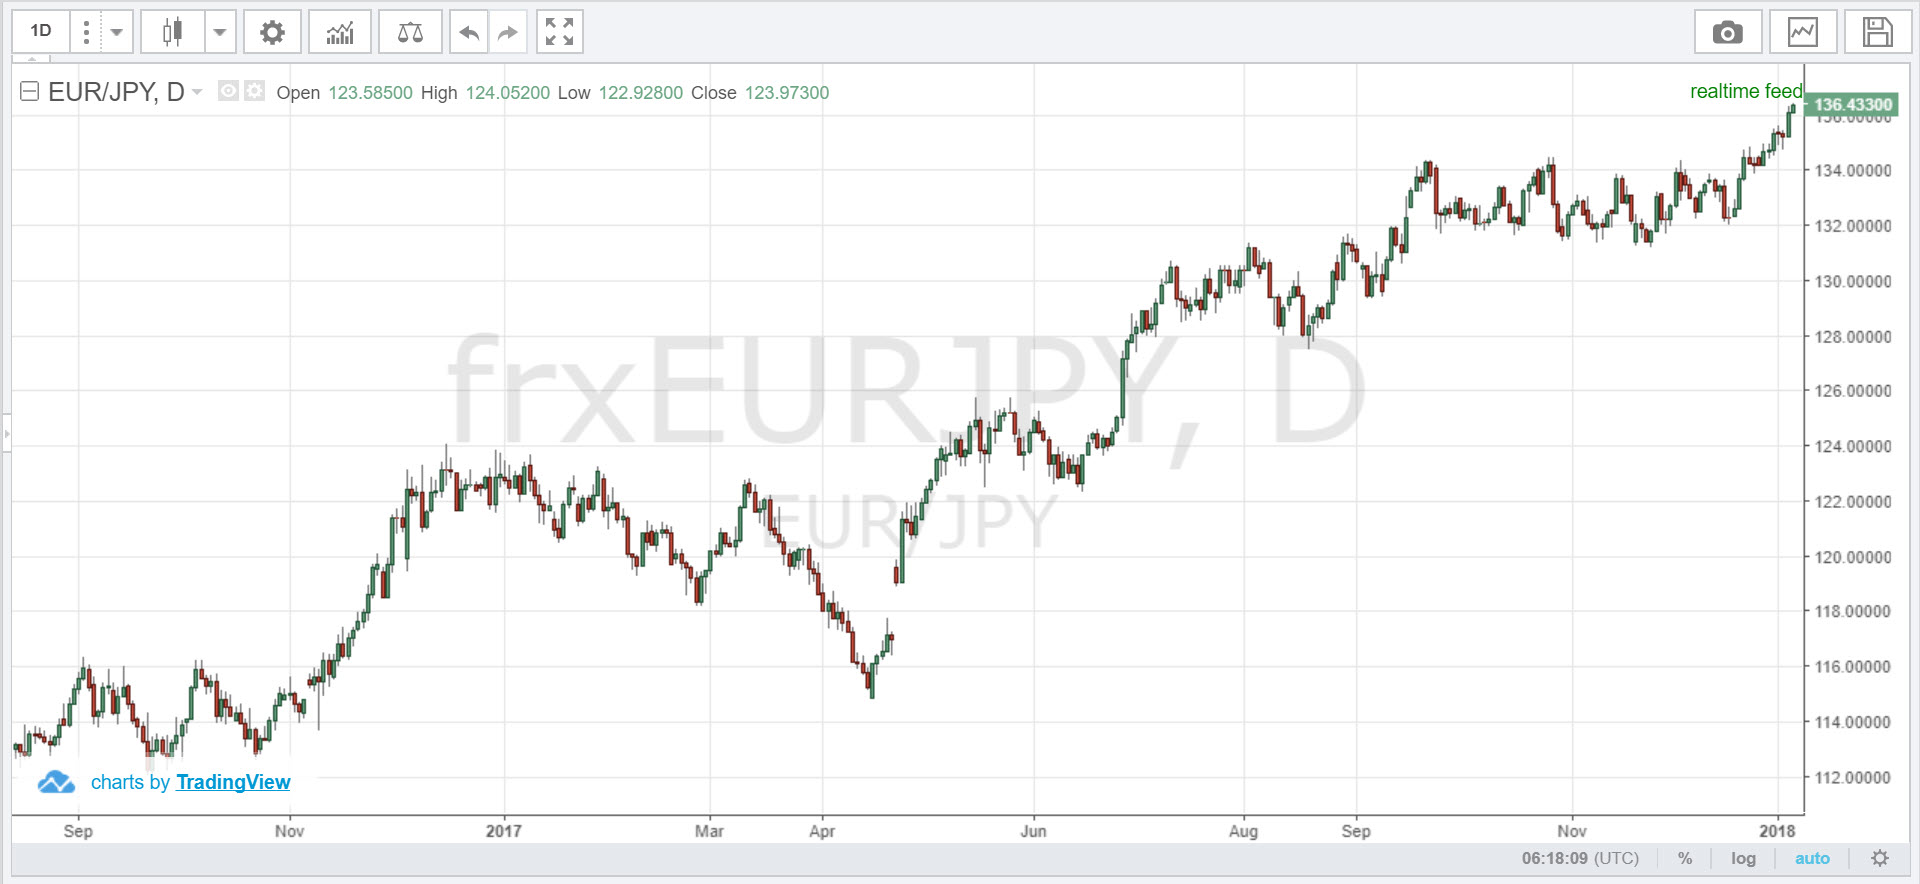 1D
EUR/JPY, D Open 123.58500 High 124.05200 Low 122.92800 Close 123.97300
realtime feed
136.43300
136.00000
134.00000
132.00000
130.00000
128.00000
126.00000
124.00000
122.00000
120.00000
118.00000
116.00000
114.00000
112.00000
frxEURJPY, D
EUR/JPY
charts by TradingView
Sep Nov 2017 Mar Apr Jun Aug Sep Nov 2018
06:18:09 (UTC) % log auto